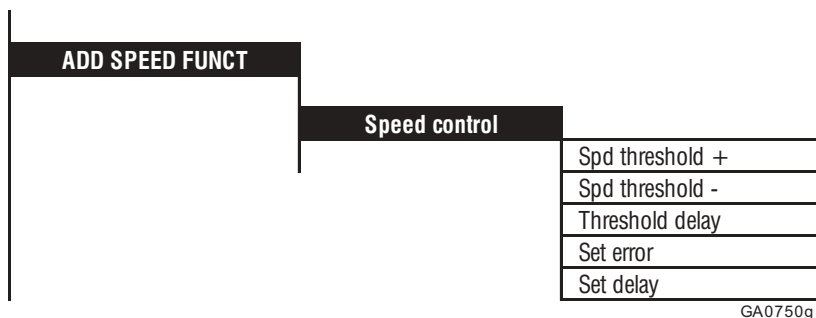 ADD SPEED FUNCT
Speed control
Spd threshold +
Spd threshold -
Threshold delay
Set error
Set delay
GA0750g